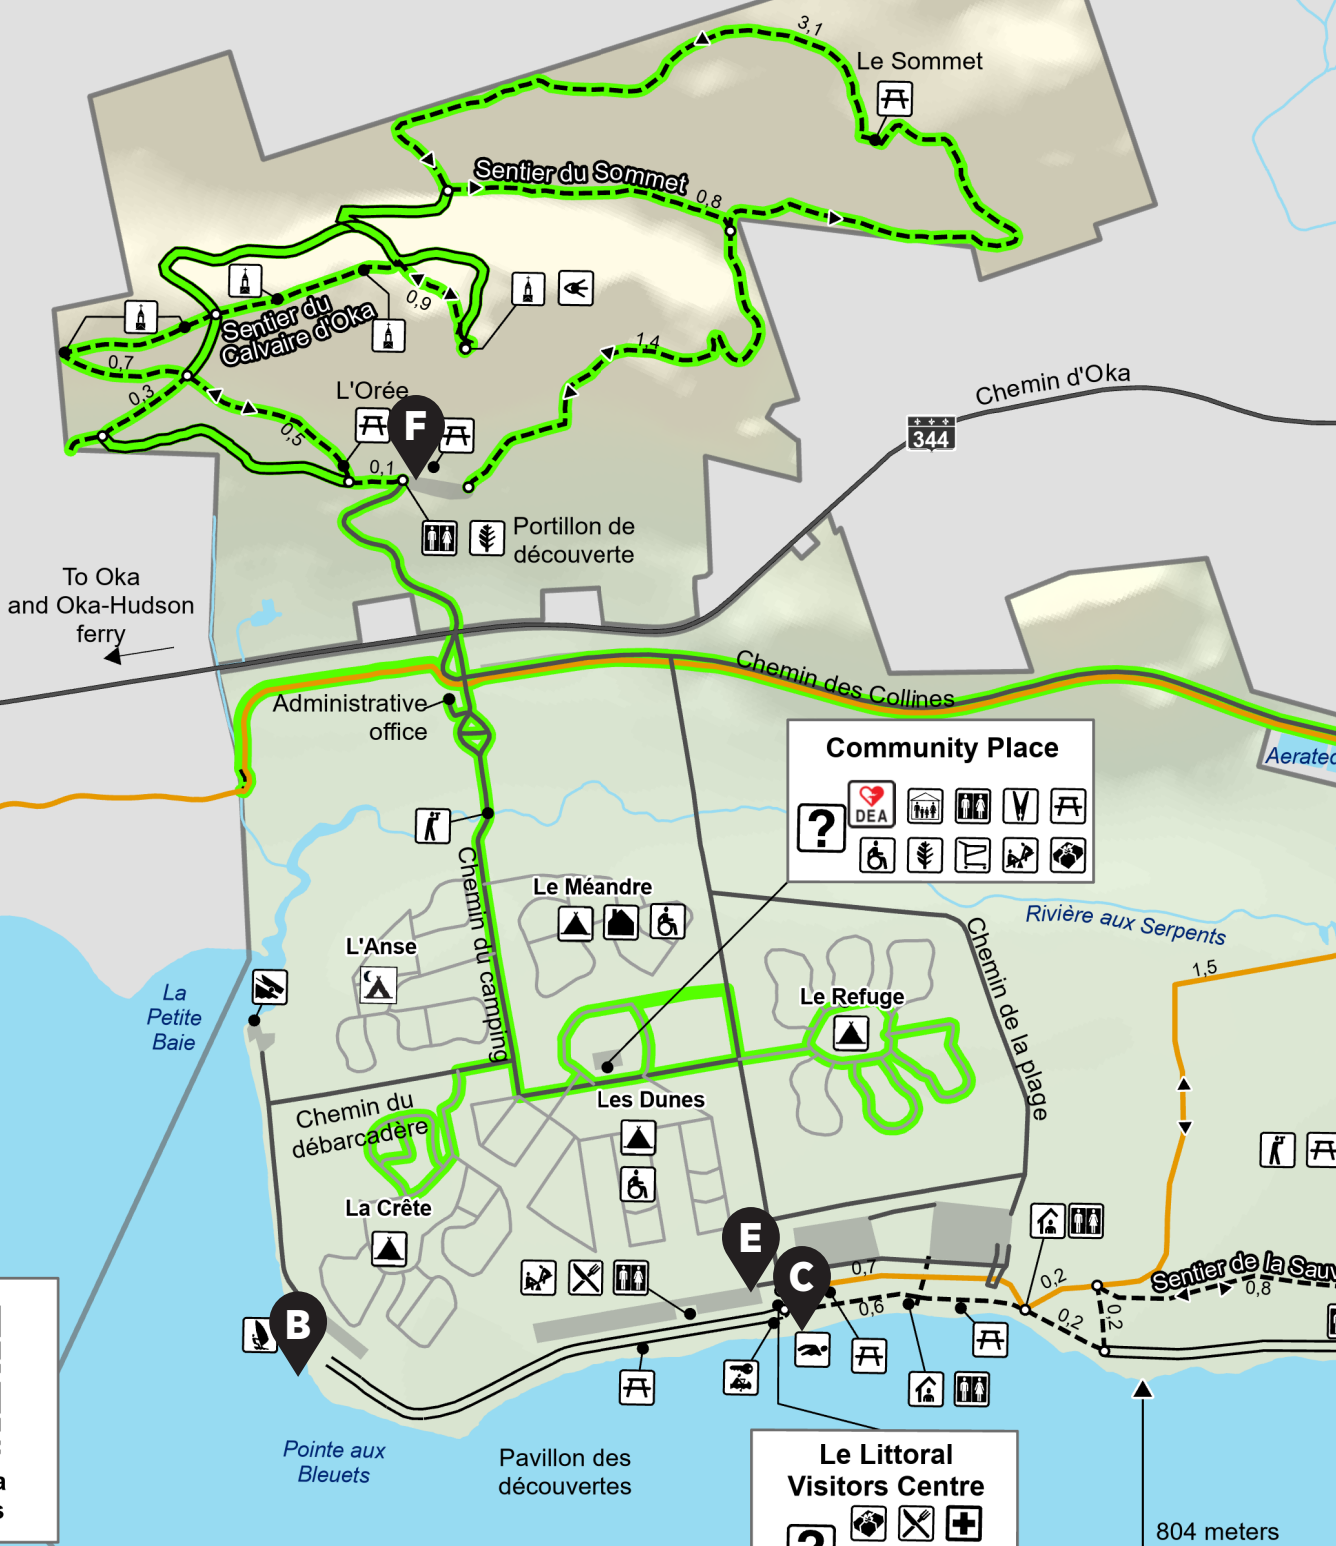 3,1
Le Sommet
Sentier du Sommet
0,8
0,9
Sentier du
Calvaire d'Oka
0,7
0,3
1,4
Chemin d'Oka
344
L'Orée
F
0,5
0,1
Portillon de
découverte
To Oka
and Oka-Hudson
ferry
Chemin des Collines
Administrative
office
Aerated
Community Place
?
DEA
Chemin du camping
Le Méandre
Rivière aux Serpents
L'Anse
1,5
La
Petite
Baie
Le Refuge
Chemin de la plage
Chemin du
débarcadère
Les Dunes
La Crête
E
C
0,7
0,2
Sentier de la Sauv
0,8
0,6
0,2
0,2
B
Pointe aux
Bleuets
Pavillon des
découvertes
Le Littoral
Visitors Centre
?
a
s
804 meters